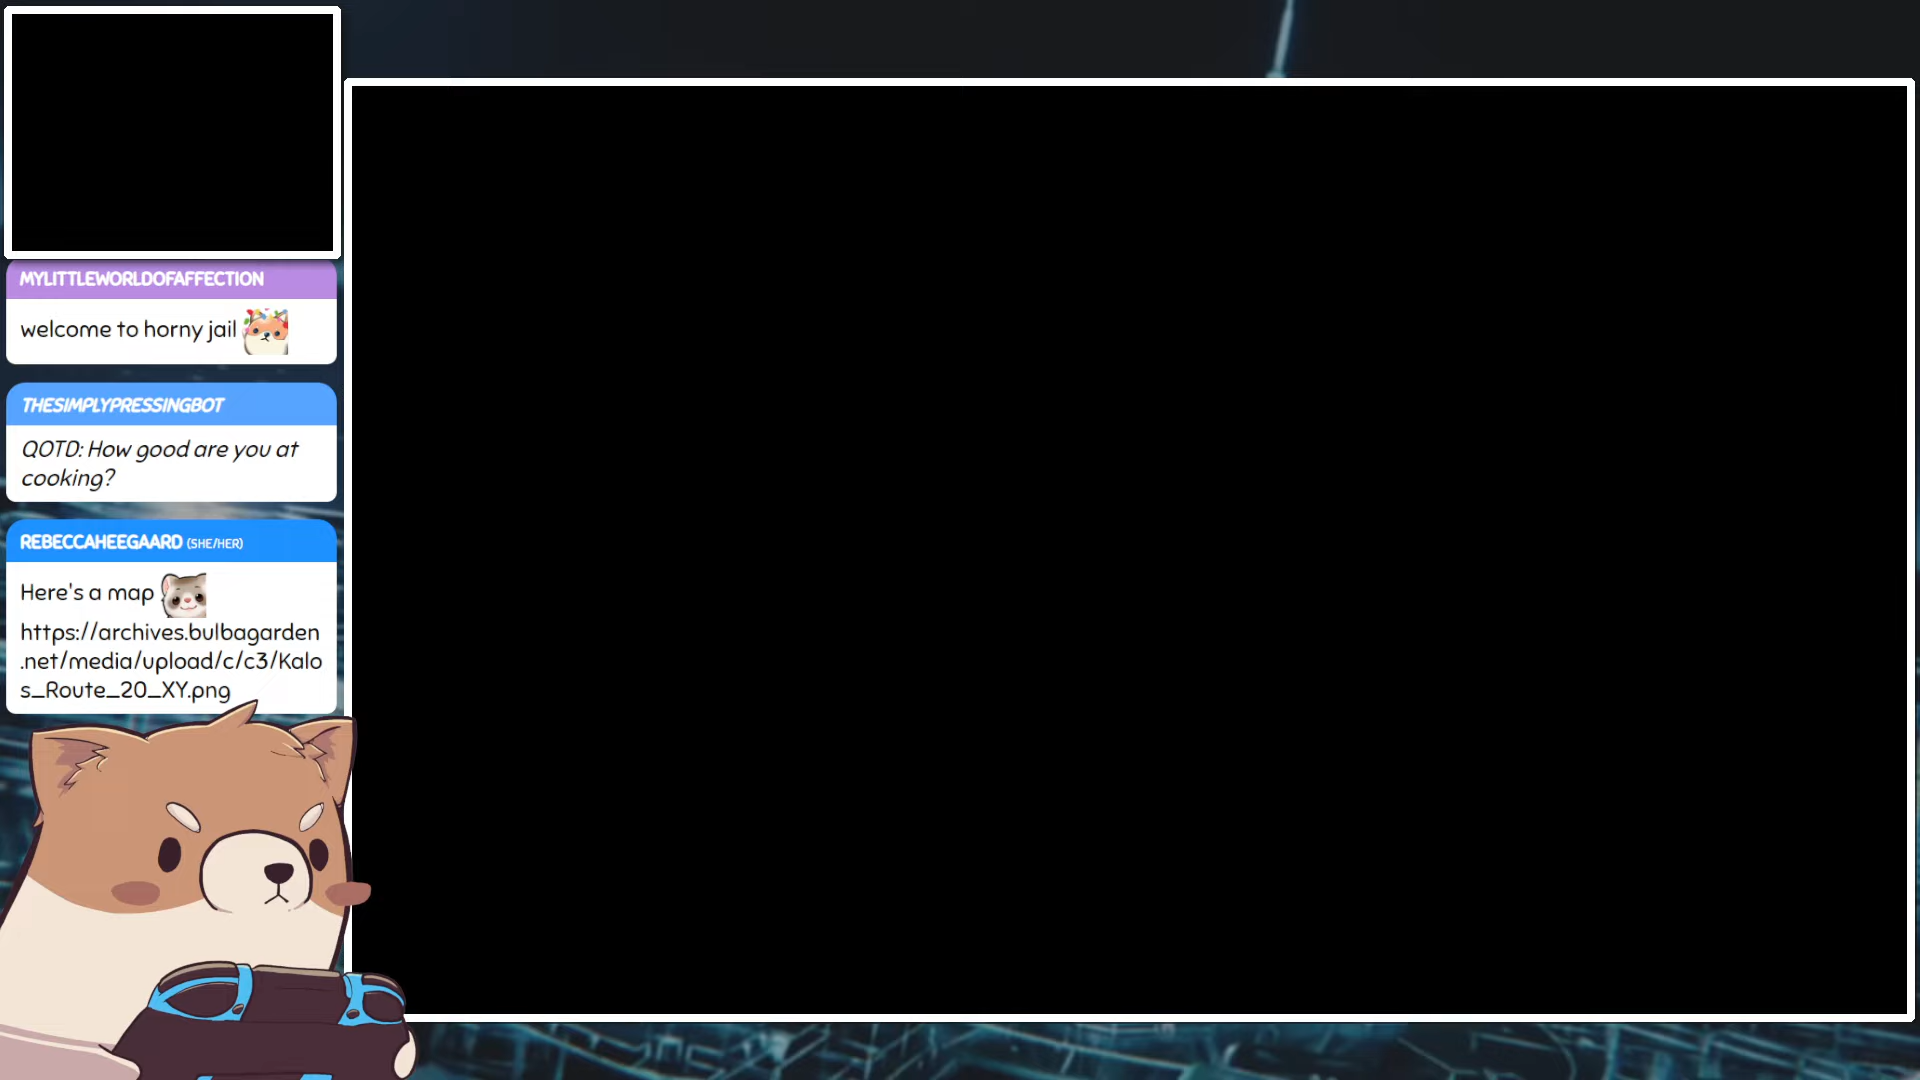 MYLITTLEWORLDOFAFFECTION
welcome to horny jail
THESIMPLYPRESSINGBOT
QOTD: How good are you at
cooking?
REBECCAHEEGAARD (SHE/HER)
Here's a map
https://archives.bulbagarden
.net/media/upload/c/c3/Kalo
s_Route_20_XY.png